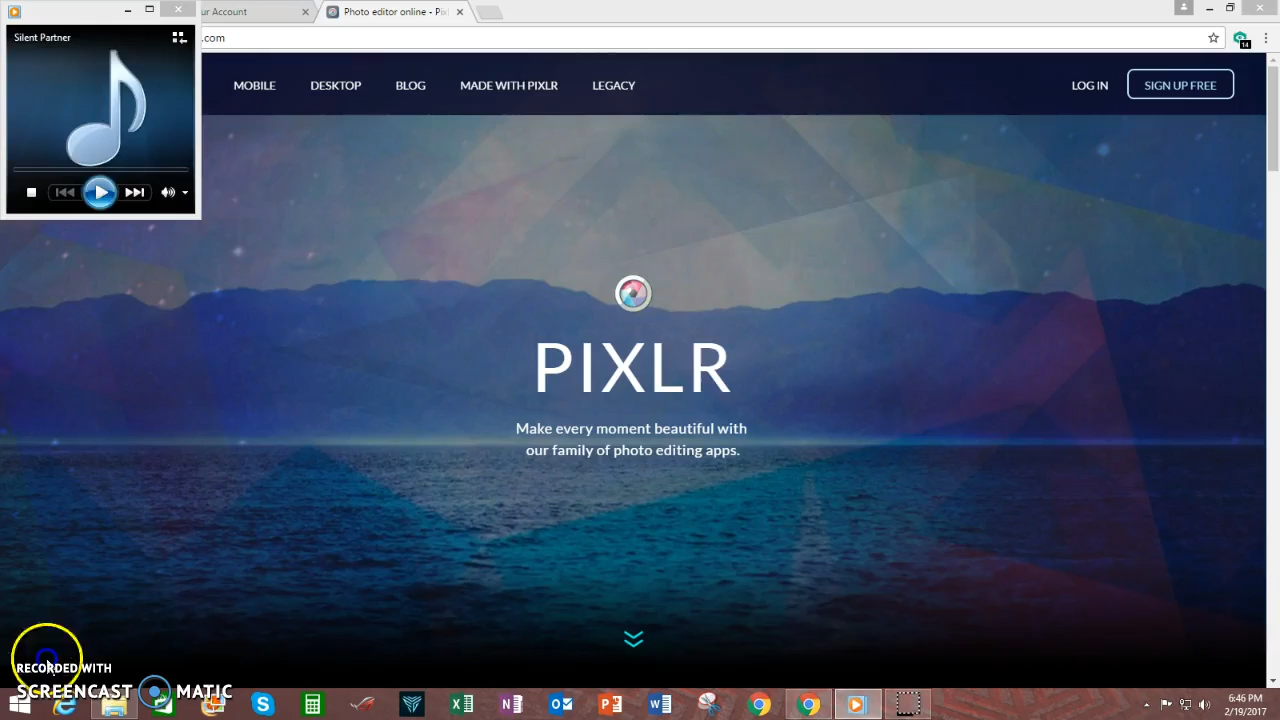 ur Account
Photo editor online - Pix
Silent Partner
.com
14
MOBILE
DESKTOP
BLOG
MADE WITH PIXLR
LEGACY
LOG IN
SIGN UP FREE
PIXLR
Make every moment beautiful with
our family of photo editing apps.
RECORDED WITH
SCREENCAST MATIC
6:46 PM
2/19/2017